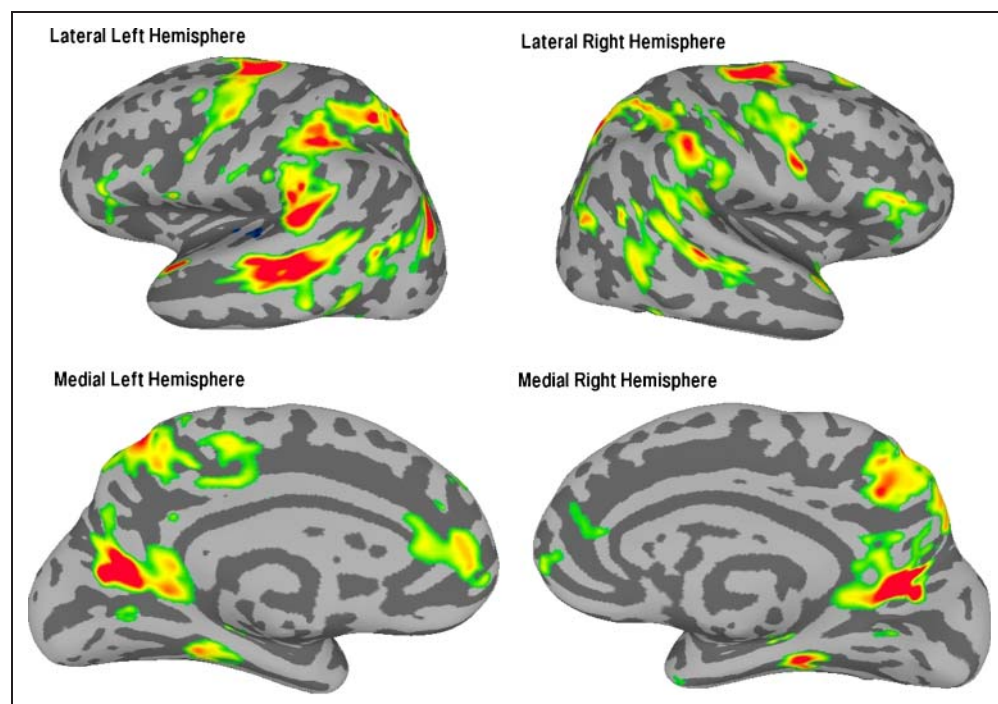 Lateral Left Hemisphere
Lateral Right Hemisphere
Medial Left Hemisphere
Medial Right Hemisphere